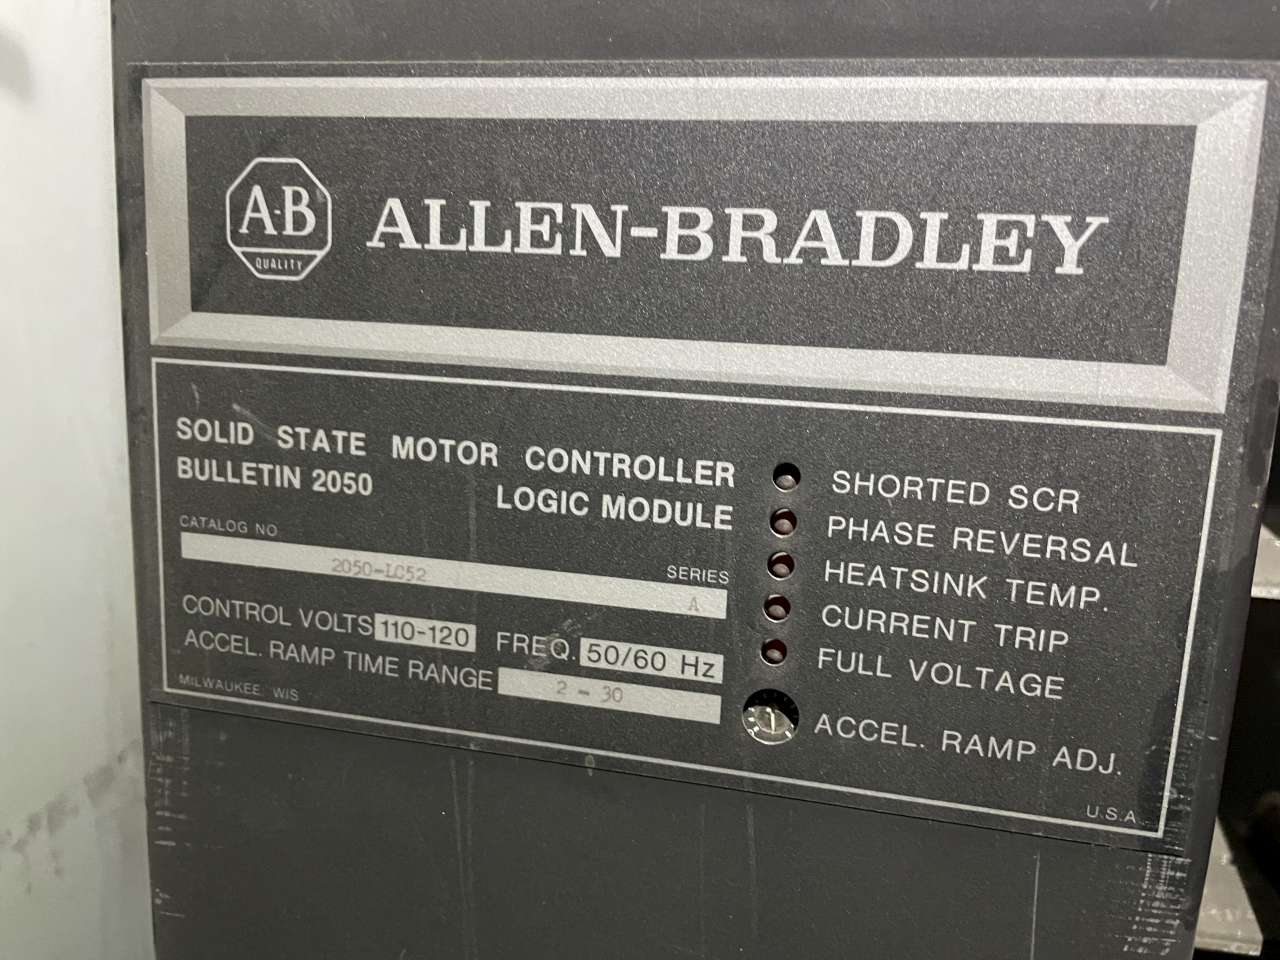 A-B
QUALITY
ALLEN-BRADLEY
SOLID STATE MOTOR CONTROLLER
BULLETIN 2050 LOGIC MODULE
CATALOG NO. SERIES
2050-LC52 A
CONTROL VOLTS 110-120 FREQ. 50/60 Hz
ACCEL. RAMP TIME RANGE 2 - 30
MILWAUKEE, WIS
SHORTED SCR
PHASE REVERSAL
HEATSINK TEMP.
CURRENT TRIP
FULL VOLTAGE
ACCEL. RAMP ADJ.
U.S.A.